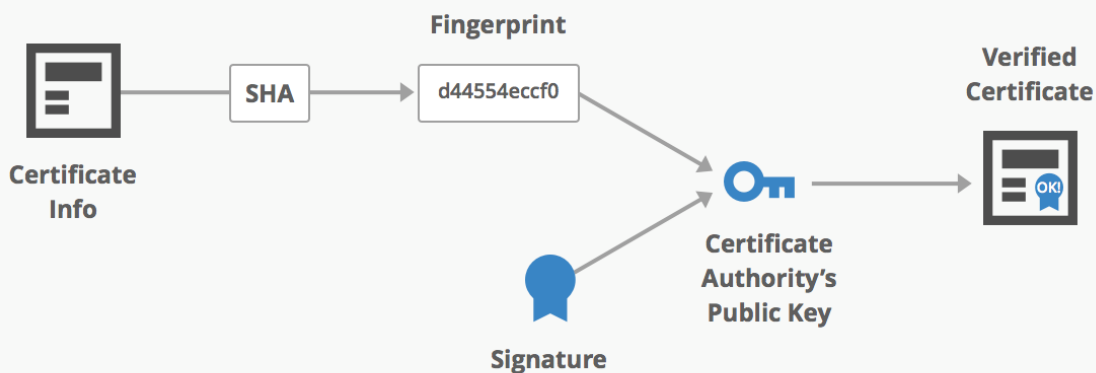 Certificate
Info
SHA
Fingerprint
d44554eccf0
Signature
Certificate
Authority’s
Public Key
Verified
Certificate
OK!